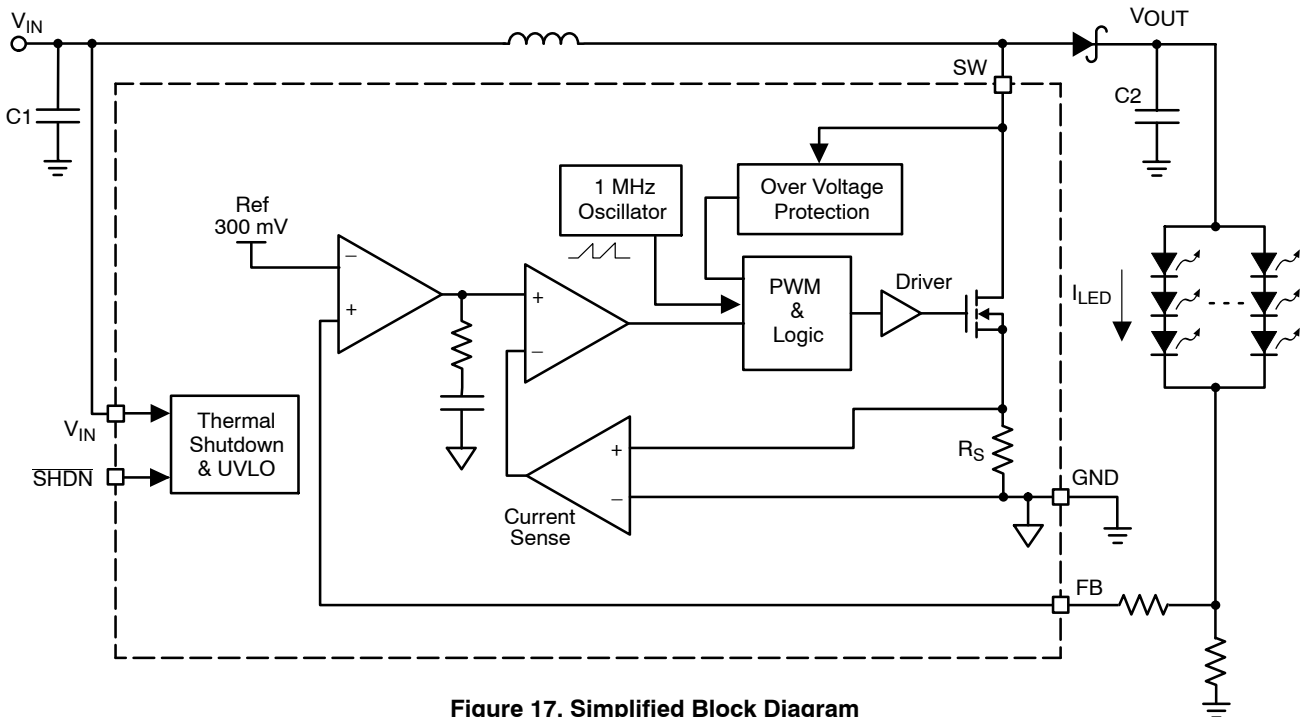 VIN
VOUT
SW
C1
C2
1 MHz
Oscillator
Over Voltage
Protection
Ref
300 mV
–
+
+
–
PWM
&
Logic
Driver
ILED
VIN
SHDN
Thermal
Shutdown
& UVLO
+
–
Current
Sense
RS
GND
FB
Figure 17. Simplified Block Diagram